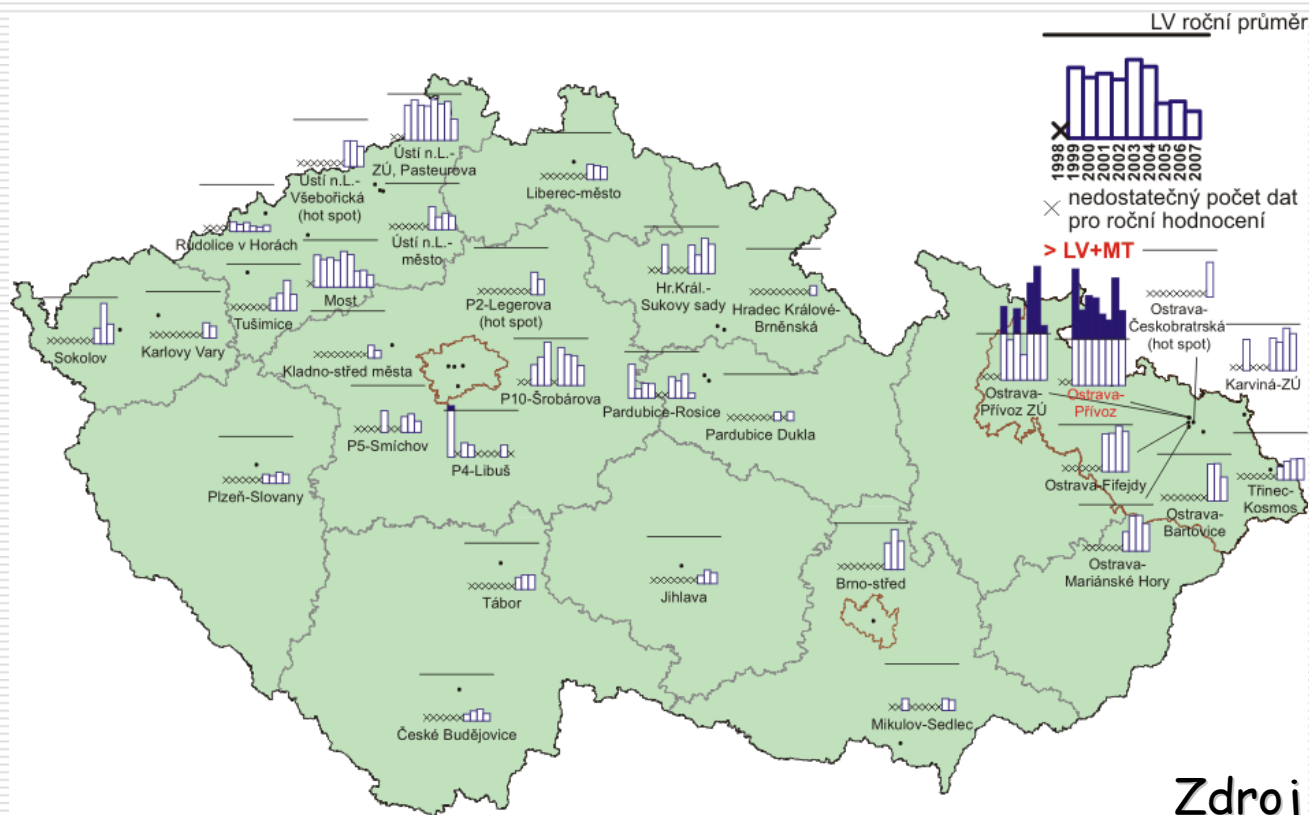 LV roční průměr
1998
1999
2000
2001
2002
2003
2004
2005
2006
2007
nedostatečný počet dat
pro roční hodnocení
> LV+MT
Ústí n.L.-
ZÚ, Pasteurova
Ústí n.L.-
Všebořická
(hot spot)
Liberec-město
Rudolice v Horách
Ústí n.L.-
město
Most
Tušimice
Sokolov
Karlovy Vary
P2-Legerova
(hot spot)
Hr.Král.-
Sukovy sady
Hradec Králové-
Brněnská
Ostrava-
Českobratrská
(hot spot)
Kladno-střed města
P10-Šrobárova
Pardubice-Rosice
Ostrava-
Přívoz ZÚ
Ostrava-
Přívoz
Karviná-ZÚ
P5-Smíchov
P4-Libuš
Pardubice Dukla
Plzeň-Slovany
Ostrava-Fifejdy
Ostrava-
Bartovice
Třinec-
Kosmos
Ostrava-
Mariánské Hory
Tábor
Jihlava
Brno-střed
České Budějovice
Mikulov-Sedlec
Zdroj